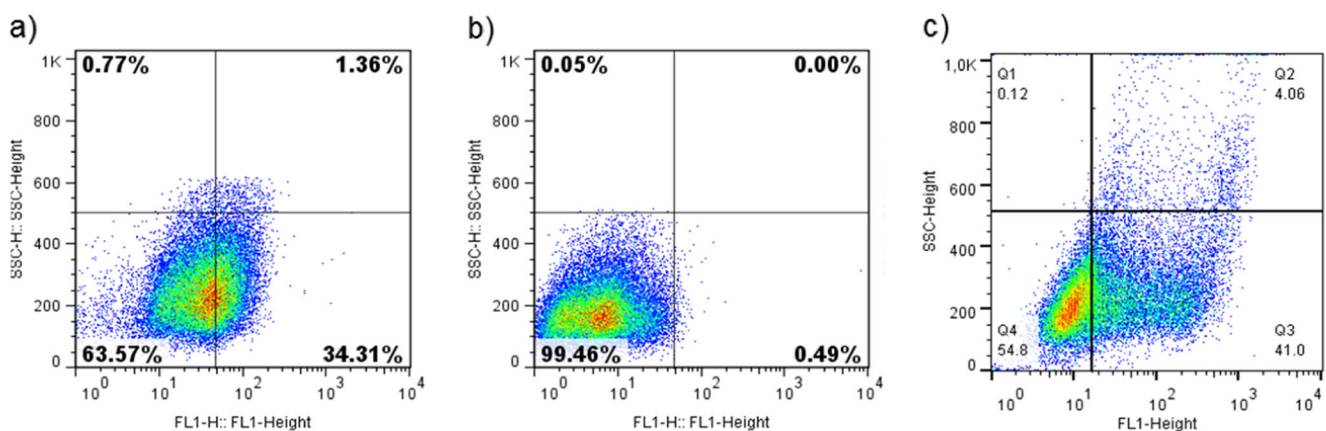 a)
0.77%
1.36%
1K
800
600
400
200
0
SSC-H:: SSC-Height
63.57%
34.31%
10^0
10^1
10^2
10^3
10^4
FL1-H:: FL1-Height
b)
0.05%
0.00%
1K
800
600
400
200
0
SSC-H:: SSC-Height
99.46%
0.49%
10^0
10^1
10^2
10^3
10^4
FL1-H:: FL1-Height
c)
Q1
0.12
Q2
4.06
1,0K
800
600
400
200
0
SSC-Height
Q4
54.8
Q3
41.0
10^0
10^1
10^2
10^3
10^4
FL1-Height